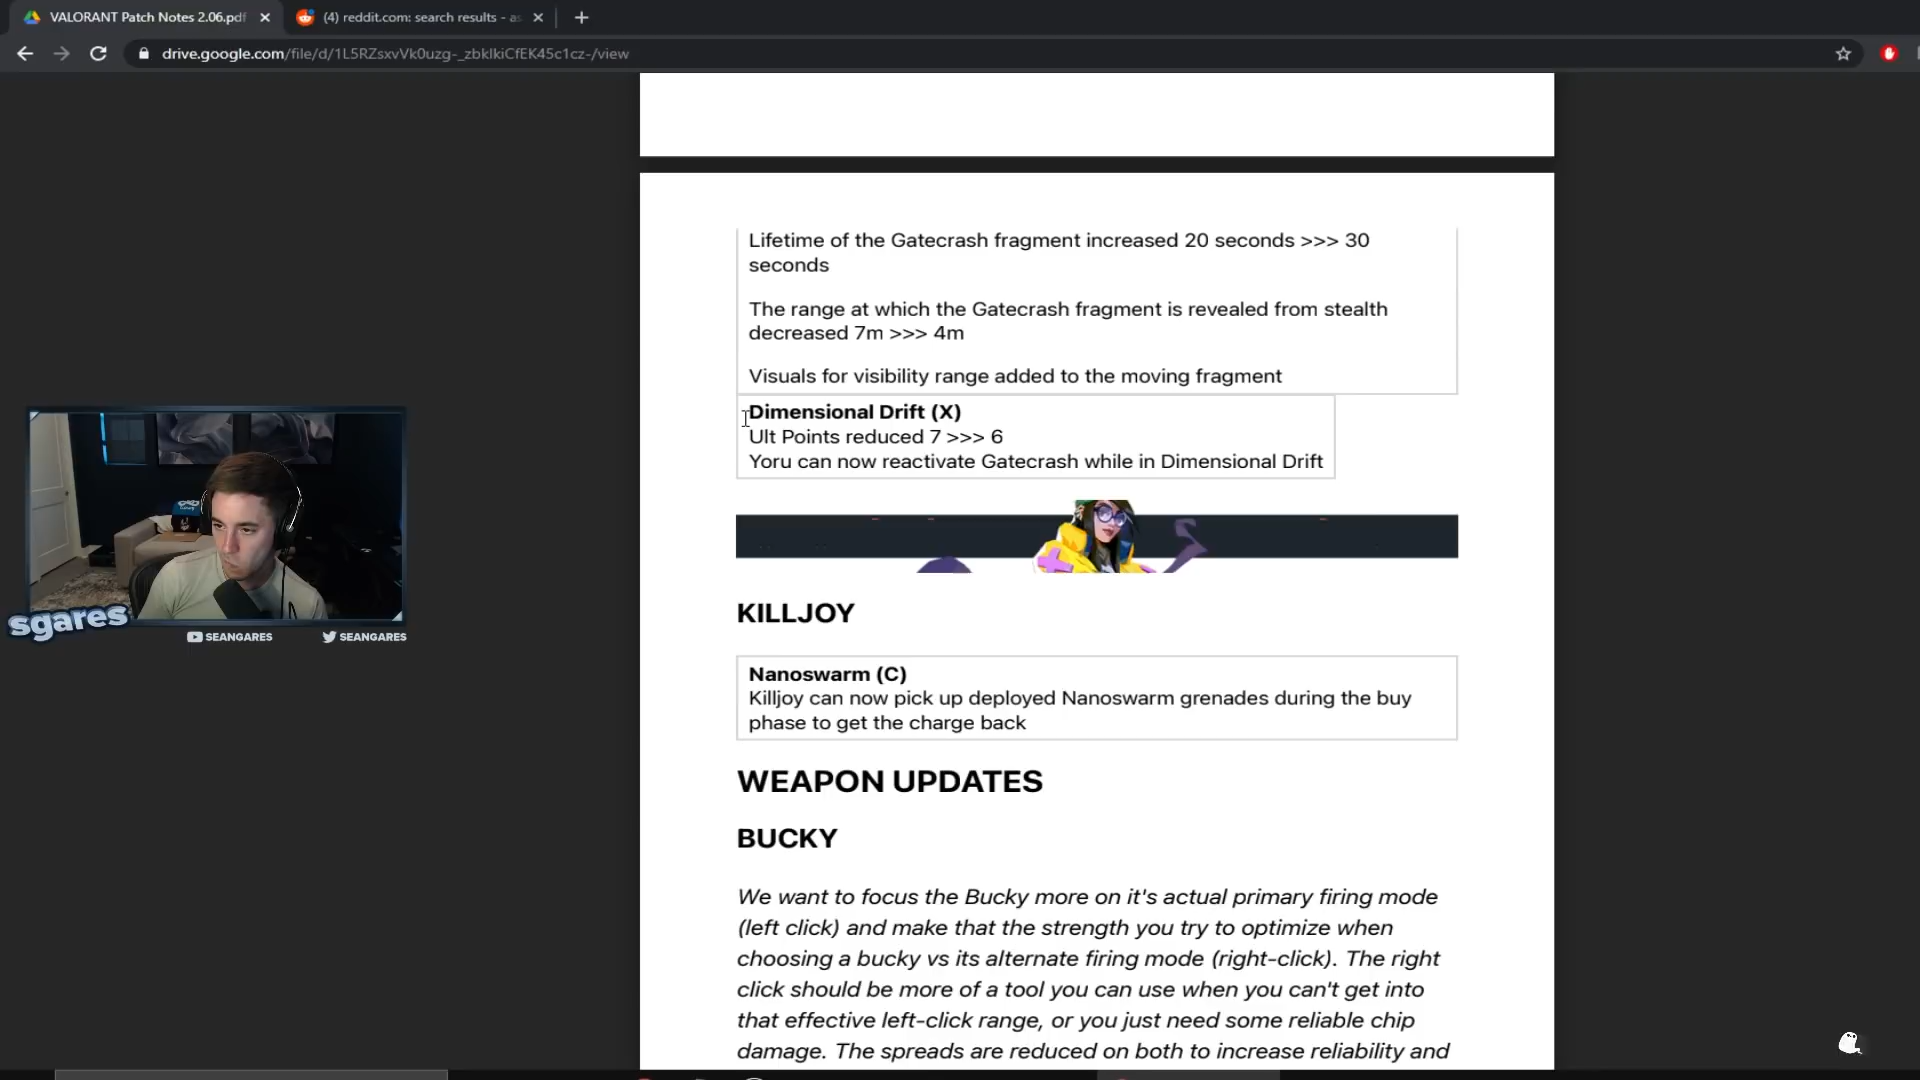 VALORANT Patch Notes 2.06.pdf
(4) reddit.com: search results - as
drive.google.com/file/d/1L5RZsxvVk0uzg-_zbklkiCfEK45c1cz-/view
Lifetime of the Gatecrash fragment increased 20 seconds >>> 30
seconds
The range at which the Gatecrash fragment is revealed from stealth
decreased 7m >>> 4m
Visuals for visibility range added to the moving fragment
Dimensional Drift (X)
Ult Points reduced 7 >>> 6
Yoru can now reactivate Gatecrash while in Dimensional Drift
sgares
SEANGARES
SEANGARES
KILLJOY
Nanoswarm (C)
Killjoy can now pick up deployed Nanoswarm grenades during the buy
phase to get the charge back
WEAPON UPDATES
BUCKY
We want to focus the Bucky more on it's actual primary firing mode
(left click) and make that the strength you try to optimize when
choosing a bucky vs its alternate firing mode (right-click). The right
click should be more of a tool you can use when you can't get into
that effective left-click range, or you just need some reliable chip
damage. The spreads are reduced on both to increase reliability and